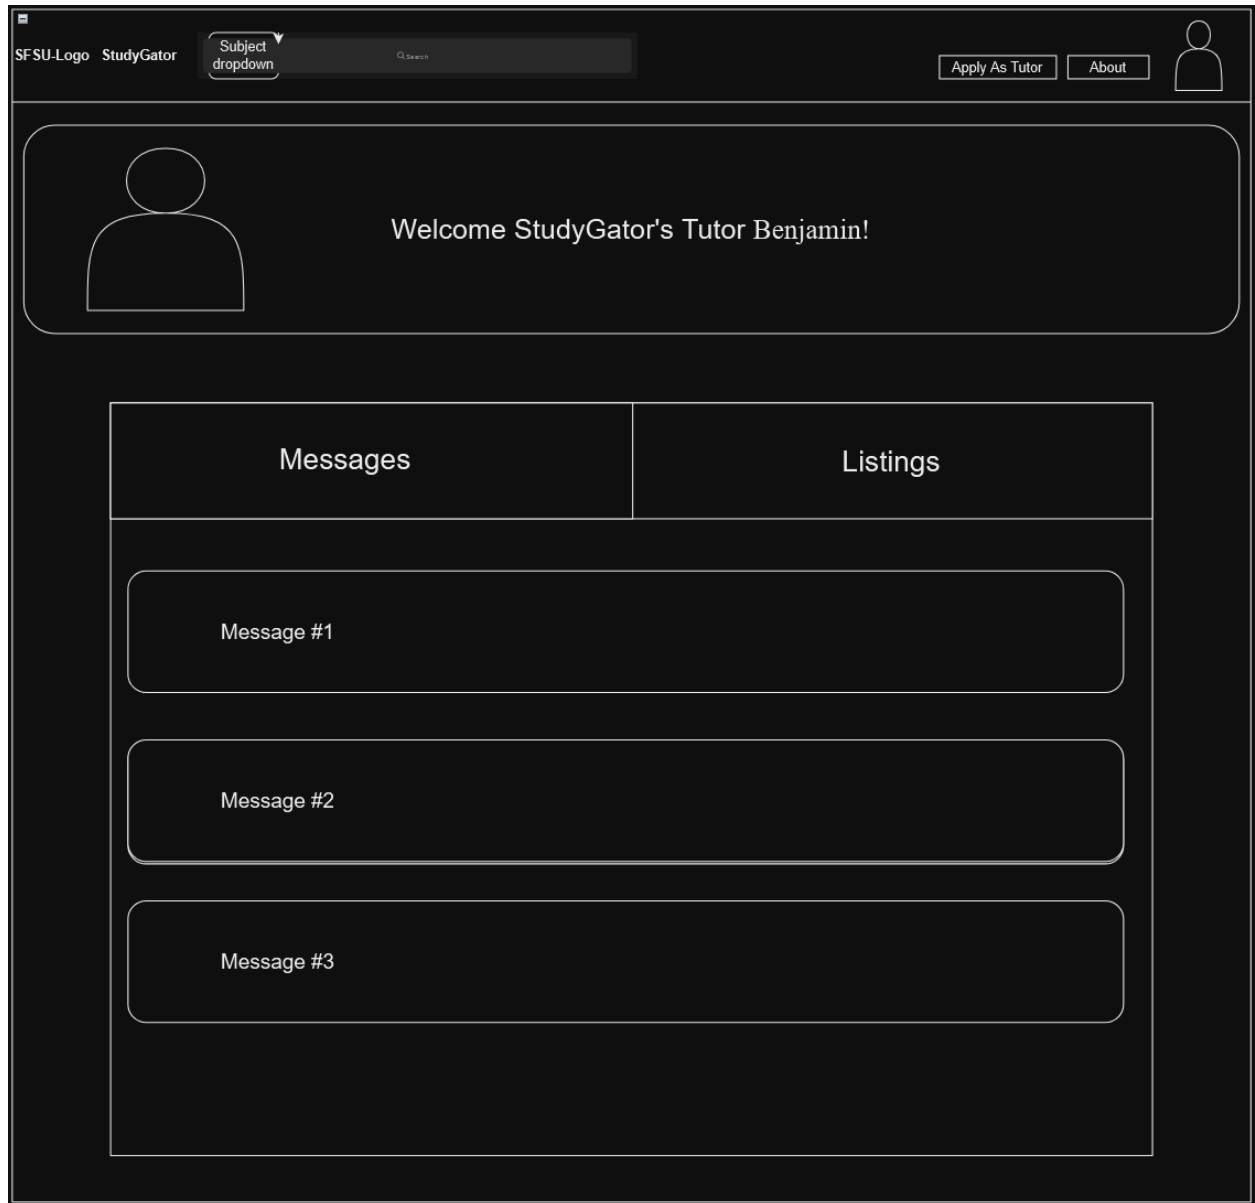 SFSU-Logo StudyGator
Subject
dropdown
Search
Apply As Tutor
About
Welcome StudyGator's Tutor Benjamin!
Messages
Listings
Message #1
Message #2
Message #3